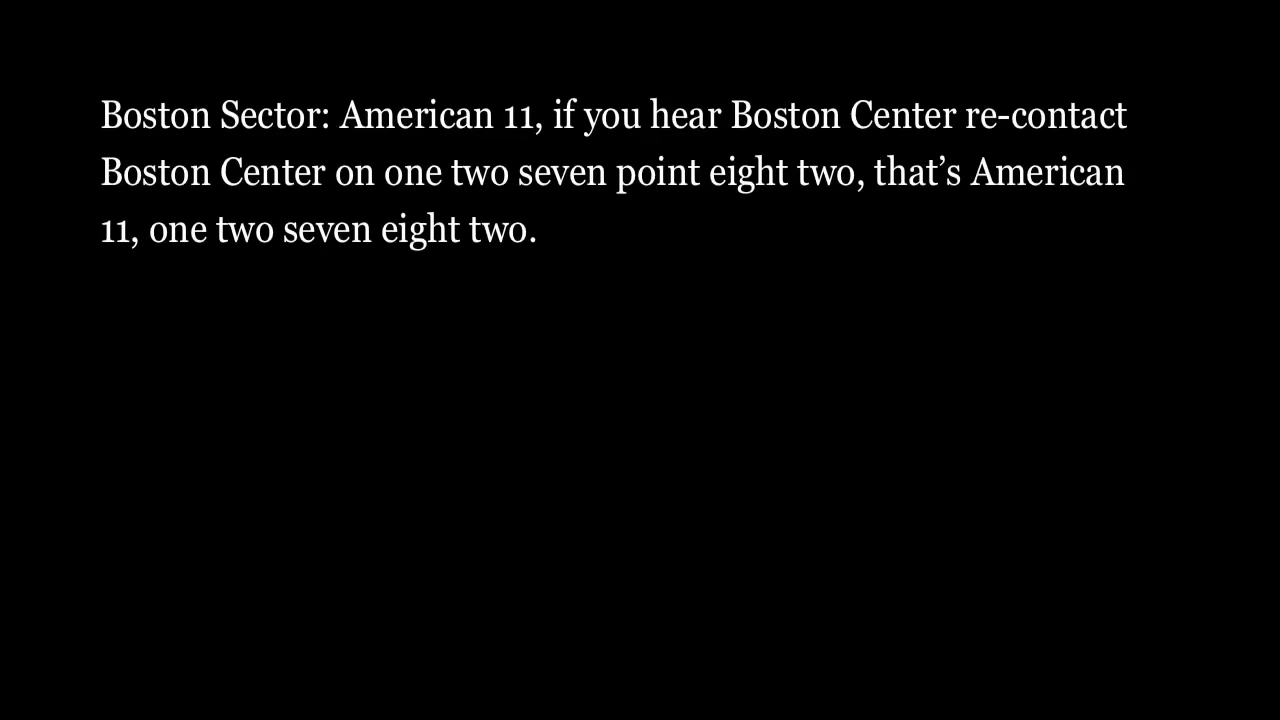 Boston Sector: American 11, if you hear Boston Center re-contact
Boston Center on one two seven point eight two, that’s American
11, one two seven eight two.